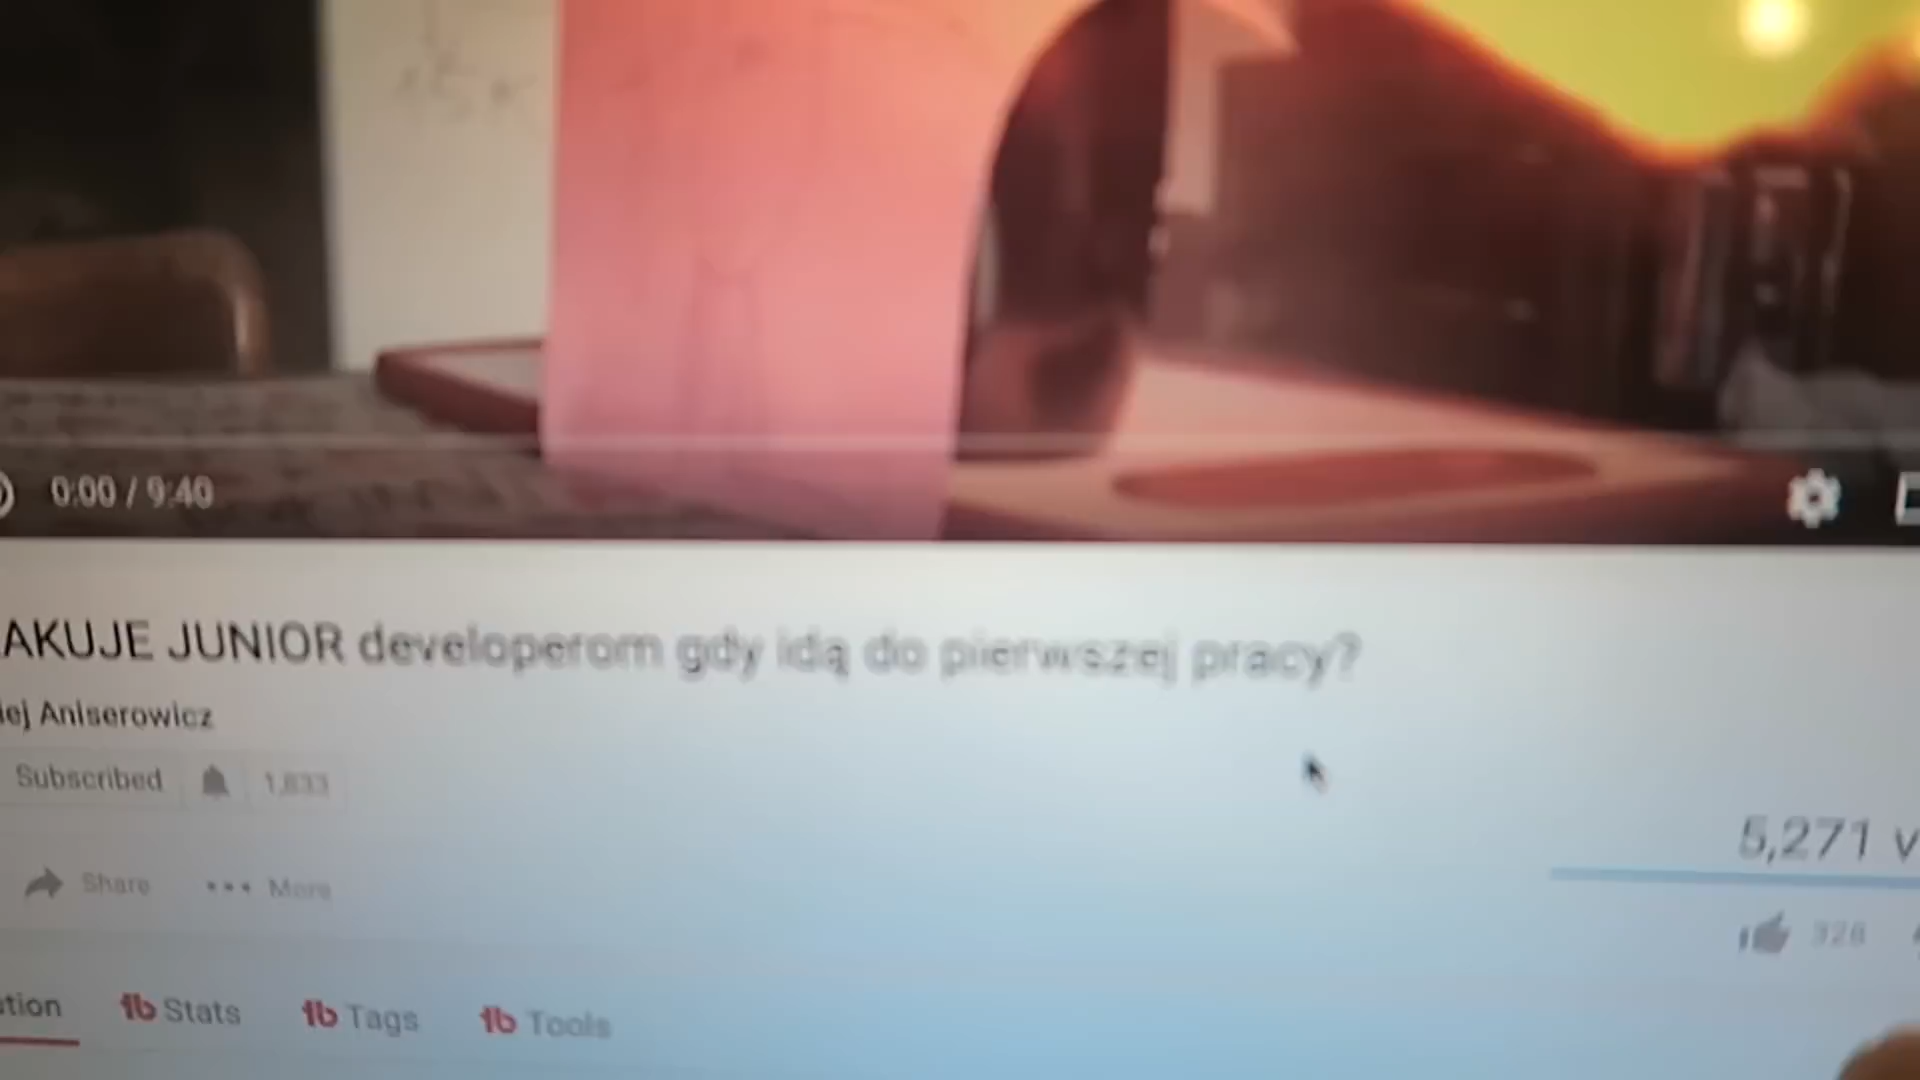 0:00 / 9:40
AKUJE JUNIOR developerom gdy idą do pierwszej pracy?
iej Aniserowicz
Subscribed 1,833
5,271 v
Share ••• More
328
tion Stats Tags Tools